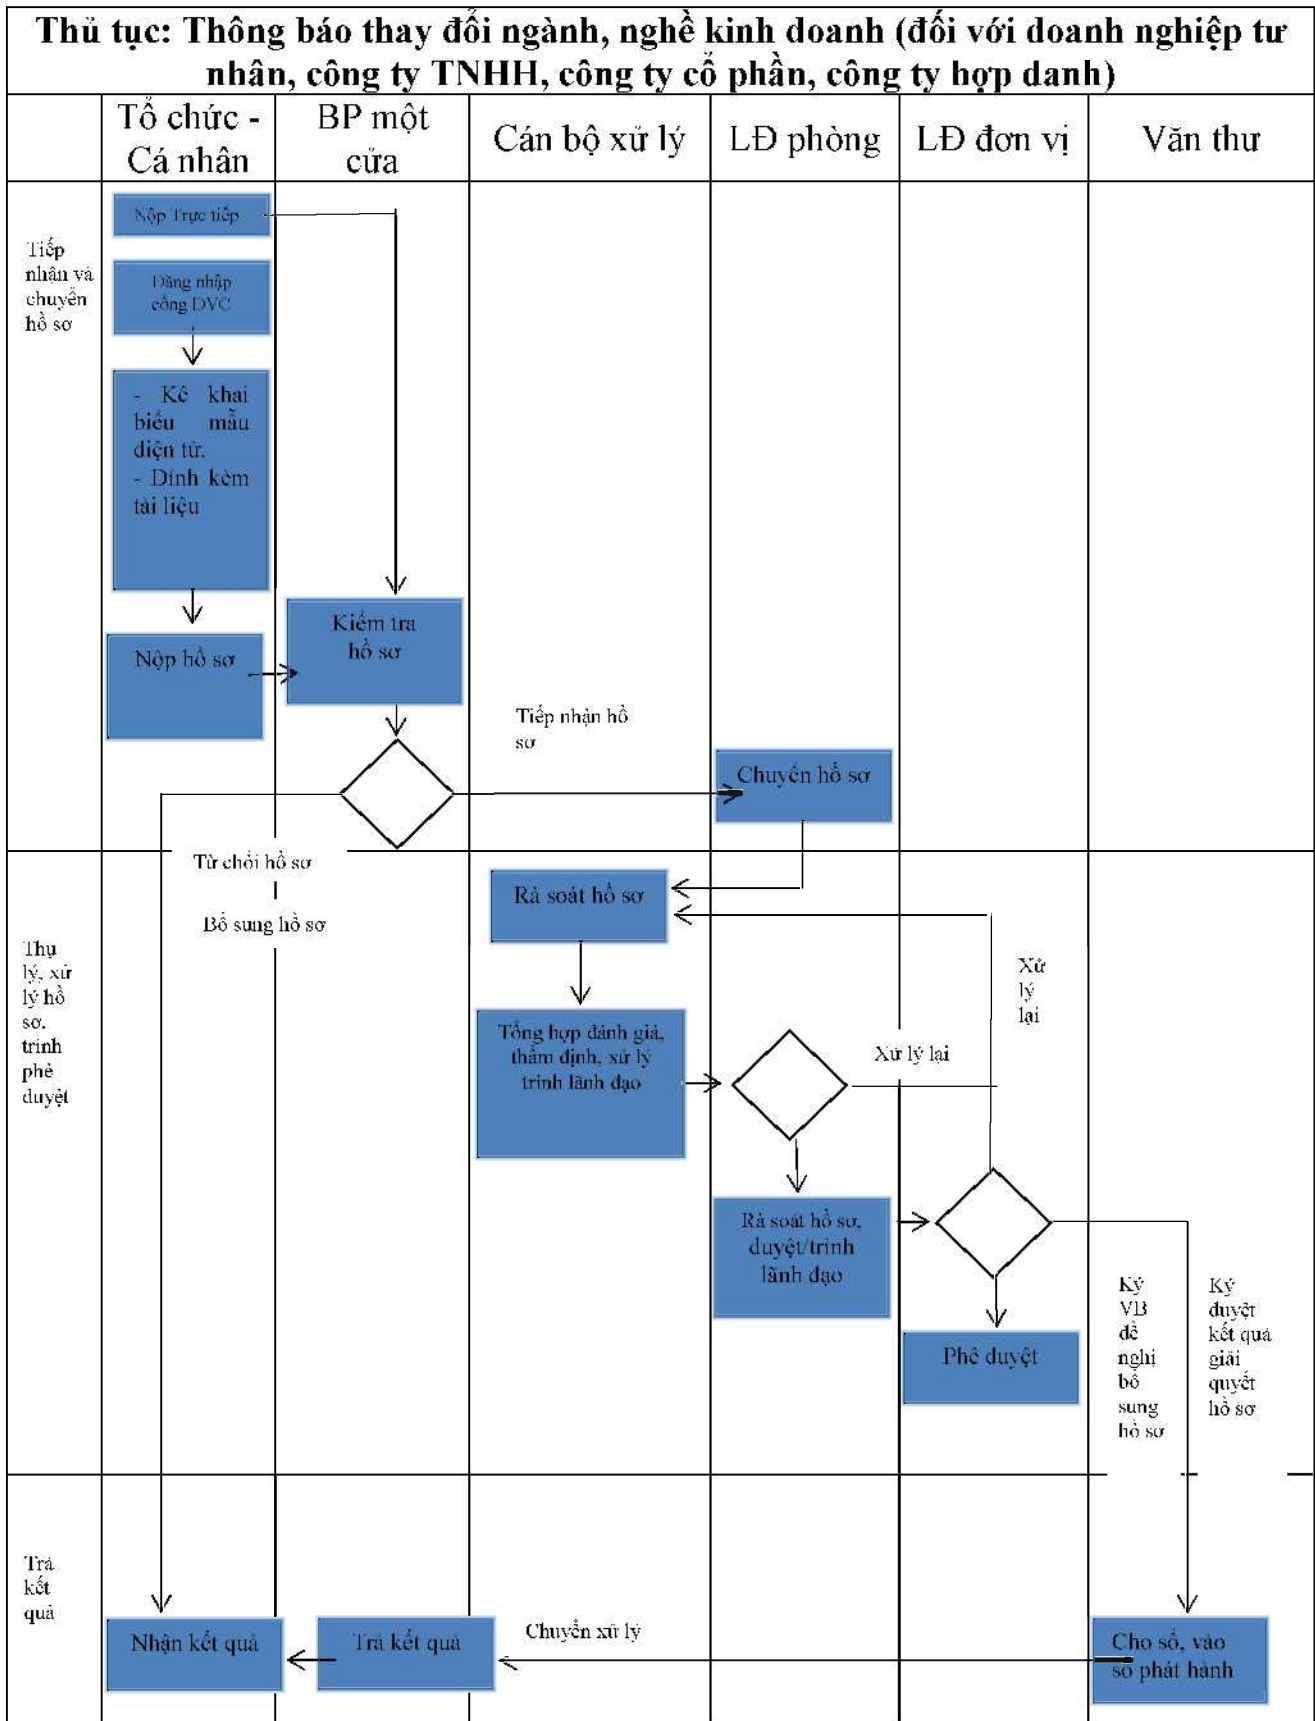 Thủ tục: Thông báo thay đổi ngành, nghề kinh doanh (đối với doanh nghiệp tư
nhân, công ty TNHH, công ty cổ phần, công ty hợp danh)
Tổ chức -
Cá nhân
BP một
cửa
Cán bộ xử lý
LĐ phòng
LĐ đơn vị
Văn thư
Tiếp
nhận và
chuyển
hồ sơ
Nộp Trực tiếp
Đăng nhập
cổng DVC
- Kê khai
biểu mẫu
điện tử.
- Đính kèm
tài liệu
Nộp hồ sơ
Kiểm tra
hồ sơ
Tiếp nhận hồ
sơ
Chuyển hồ sơ
Từ chối hồ sơ
Bổ sung hồ sơ
Thụ
lý, xử
lý hồ
sơ.
trình
phê
duyệt
Rà soát hồ sơ
Tổng hợp đánh giá,
thẩm định, xử lý
trình lãnh đạo
Xử lý lại
Xử
lý
lại
Rà soát hồ sơ,
duyệt/trình
lãnh đạo
Phê duyệt
Ký
VB
đề
nghị
bổ
sung
hồ sơ
Ký
duyệt
kết quả
giải
quyết
hồ sơ
Trả
kết
quả
Nhận kết quả
Trả kết quả
Chuyển xử lý
Cho số, vào
sổ phát hành